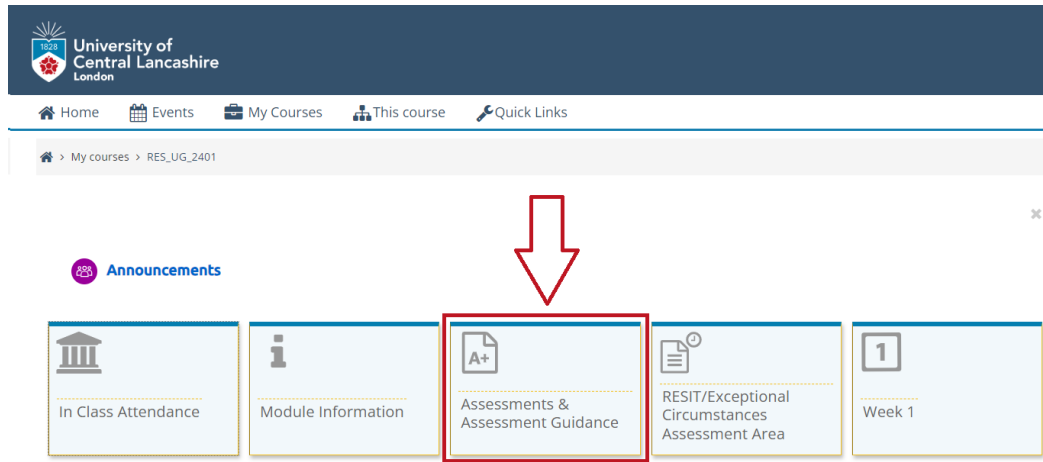 1828
University of
Central Lancashire
London
Home Events My Courses This course Quick Links
> My courses > RES_UG_2401
Announcements
In Class Attendance
Module Information
A+
Assessments &
Assessment Guidance
RESIT/Exceptional
Circumstances
Assessment Area
1
Week 1